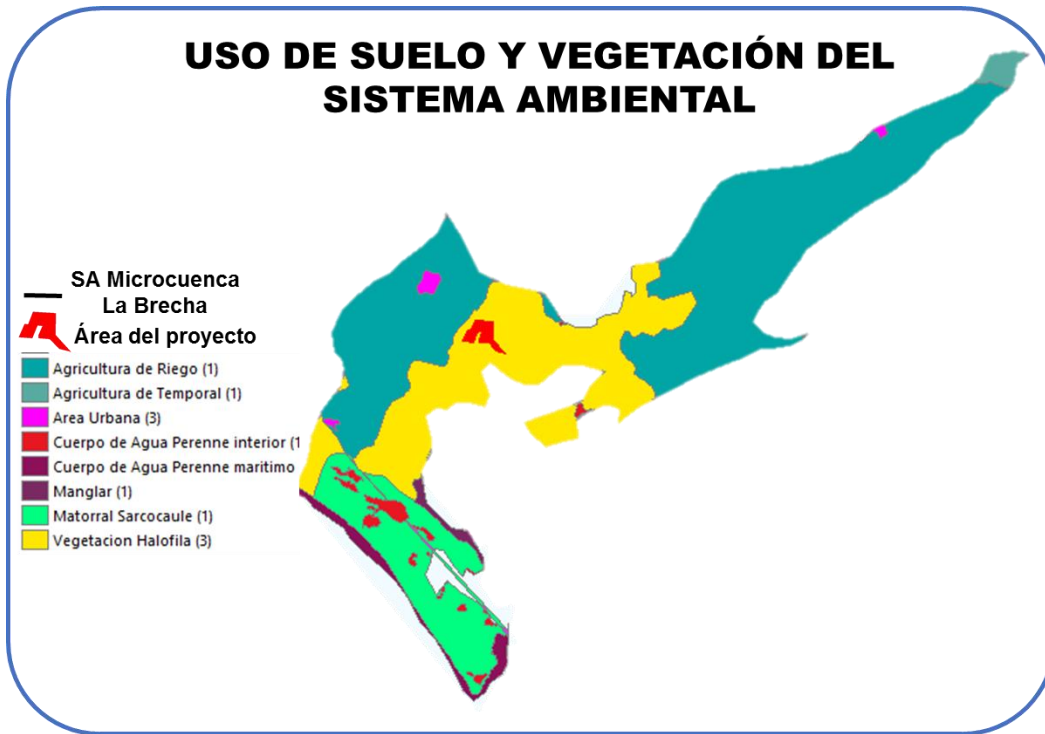 USO DE SUELO Y VEGETACIÓN DEL
SISTEMA AMBIENTAL
SA Microcuenca
La Brecha
Área del proyecto
Agricultura de Riego (1)
Agricultura de Temporal (1)
Area Urbana (3)
Cuerpo de Agua Perenne interior (1
Cuerpo de Agua Perenne maritimo
Manglar (1)
Matorral Sarcocaule (1)
Vegetacion Halofila (3)